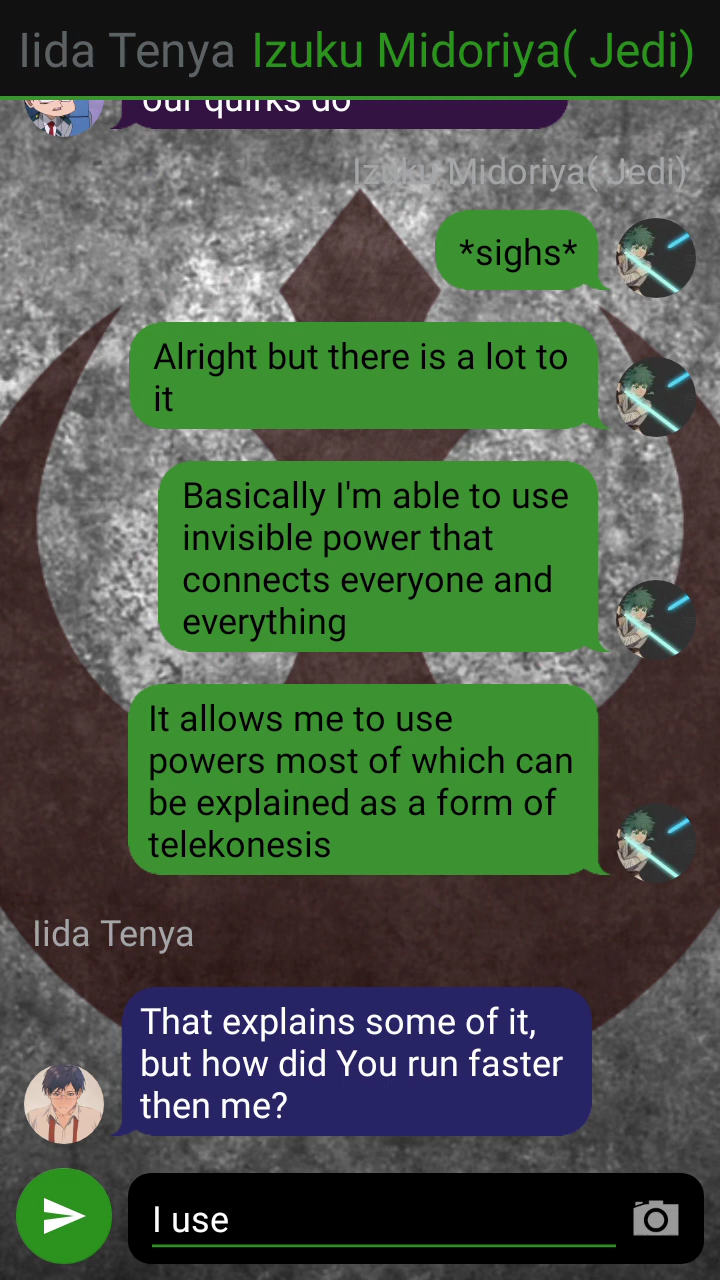 Iida Tenya Izuku Midoriya( Jedi)
our quirks do
Izuku Midoriya( Jedi)
*sighs*
Alright but there is a lot to
it
Basically I'm able to use
invisible power that
connects everyone and
everything
It allows me to use
powers most of which can
be explained as a form of
telekonesis
Iida Tenya
That explains some of it,
but how did You run faster
then me?
I use